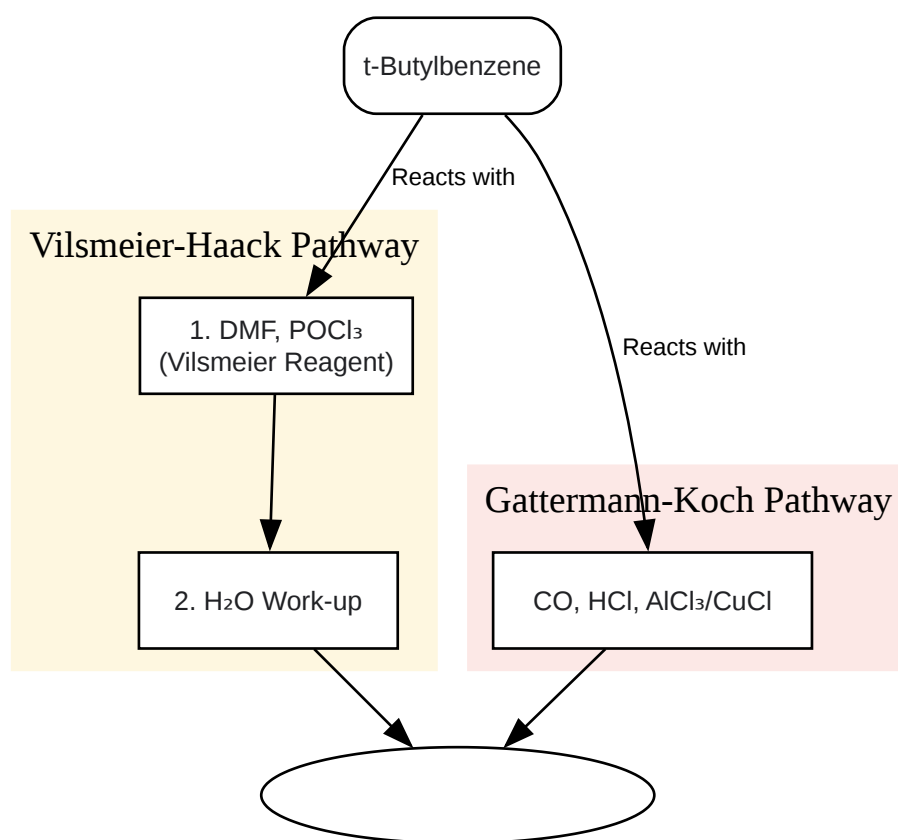 t-Butylbenzene
Reacts with
Vilsmeier-Haack Pathway
1. DMF, POCl₃
(Vilsmeier Reagent)
Reacts with
Gattermann-Koch Pathway
2. H₂O Work-up
CO, HCl, AlCl₃/CuCl